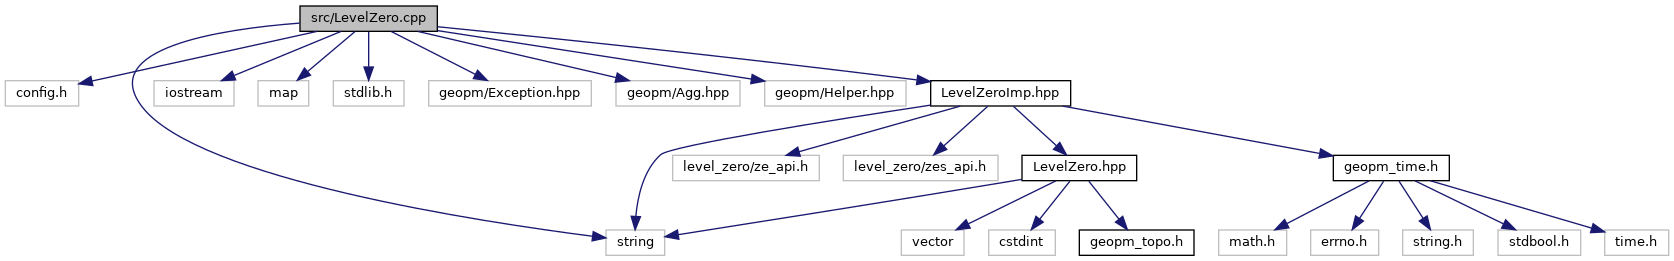 src/LevelZero.cpp
config.h
iostream
map
stdlib.h
geopm/Exception.hpp
geopm/Agg.hpp
geopm/Helper.hpp
LevelZeroImp.hpp
level_zero/ze_api.h
level_zero/zes_api.h
LevelZero.hpp
geopm_time.h
string
vector
cstdint
geopm_topo.h
math.h
errno.h
string.h
stdbool.h
time.h